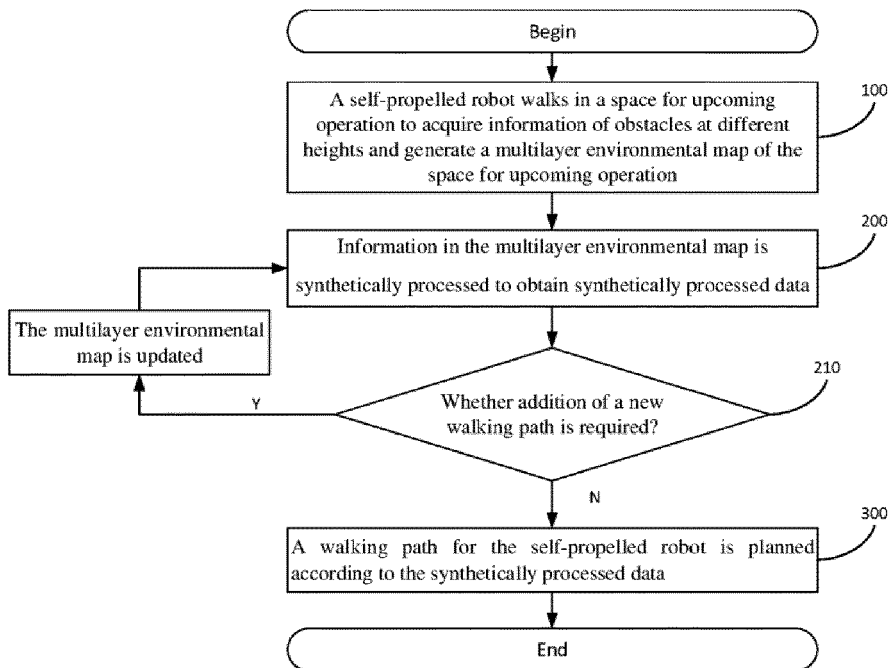 Begin
100
A self-propelled robot walks in a space for upcoming
operation to acquire information of obstacles at different
heights and generate a multilayer environmental map of the
space for upcoming operation
200
Information in the multilayer environmental map is
synthetically processed to obtain synthetically processed data
The multilayer environmental
map is updated
210
Whether addition of a new
walking path is required?
Y
N
300
A walking path for the self-propelled robot is planned
according to the synthetically processed data
End